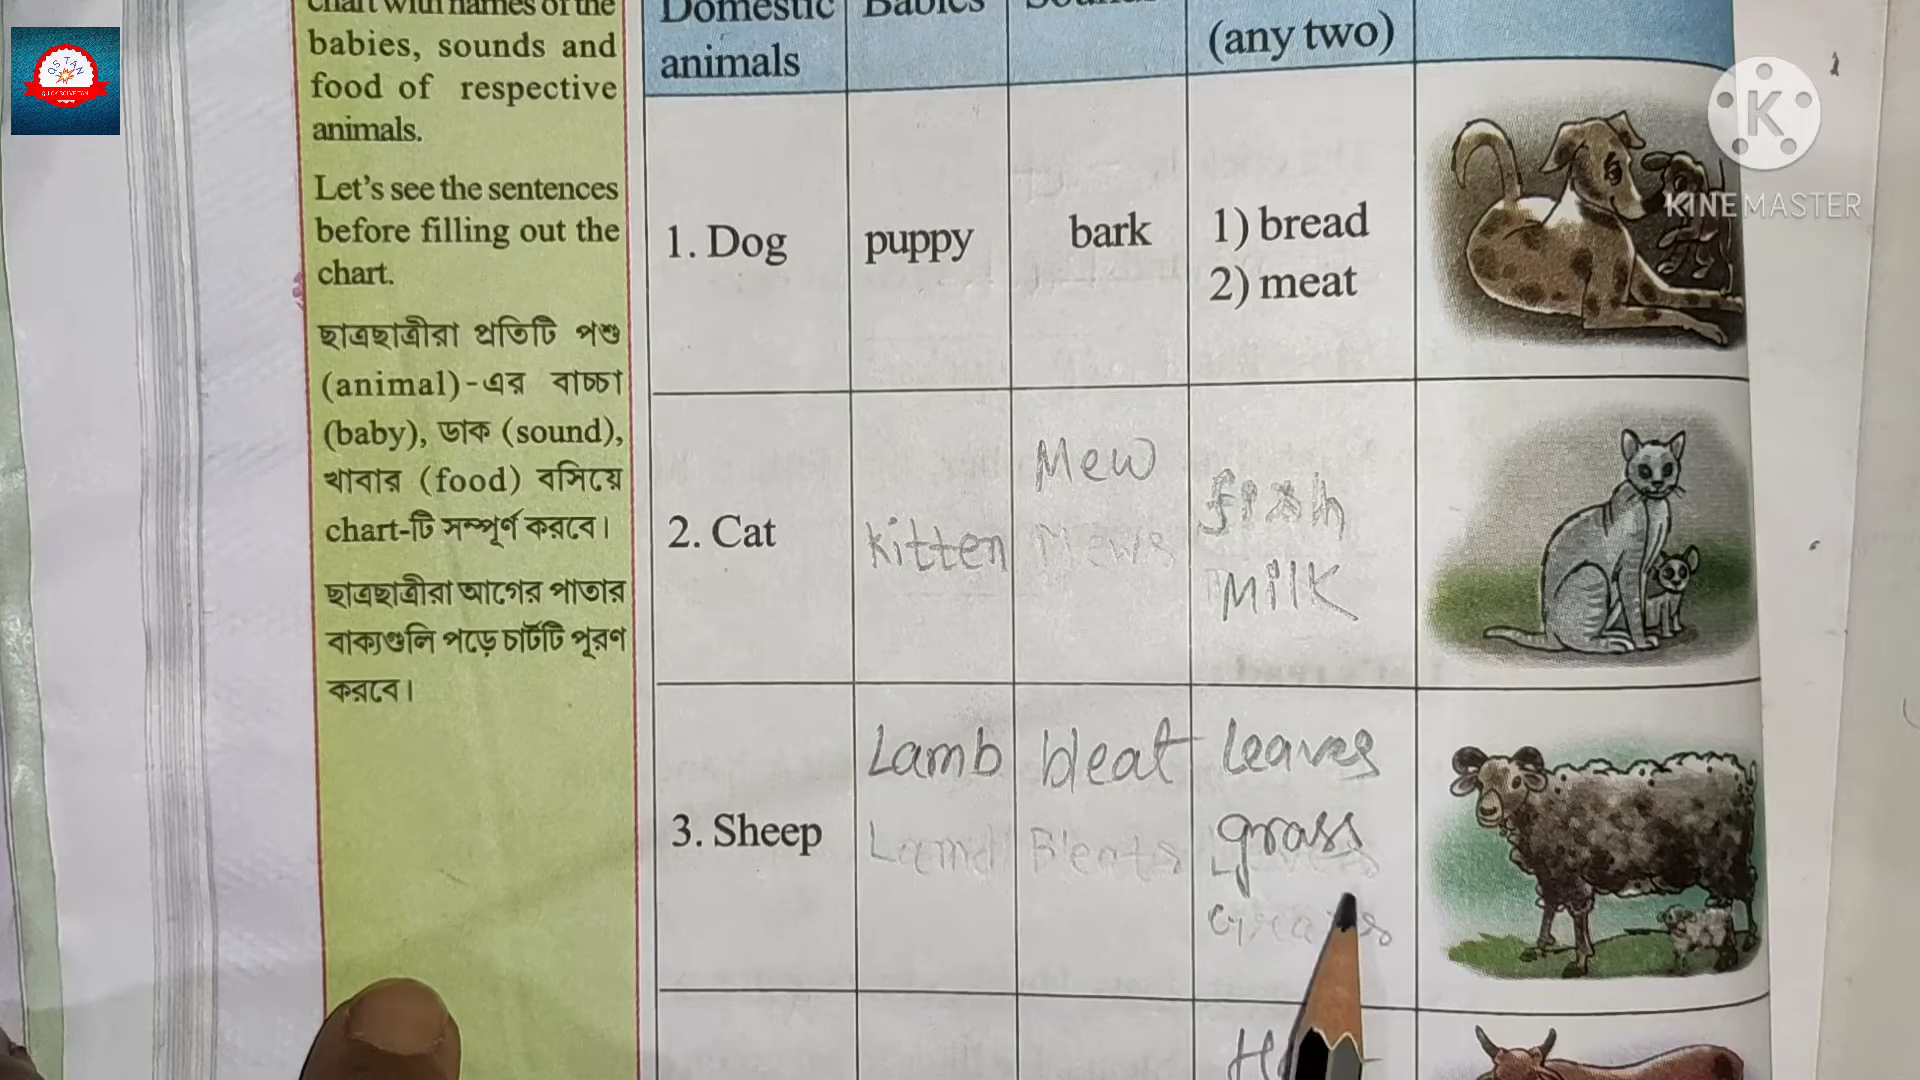 chart with names of the
babies, sounds and
food of respective
animals.
Let's see the sentences
before filling out the
chart.
ছাত্রছাত্রীরা প্রতিটি পশু
(animal)-এর বাচ্চা
(baby), ডাক (sound),
খাবার (food) বসিয়ে
chart-টি সম্পূর্ণ করবে।
ছাত্রছাত্রীরা আগের পাতার
বাক্যগুলি পড়ে চার্টটি পূরণ
করবে।
Domestic
animals
Babies
(any two)
1. Dog
puppy
bark
1) bread
2) meat
2. Cat
kitten
Mew
Mews
fish
Milk
3. Sheep
Lamb
Lamd
bleat
Bleats
leaves
grass
KINEMASTER